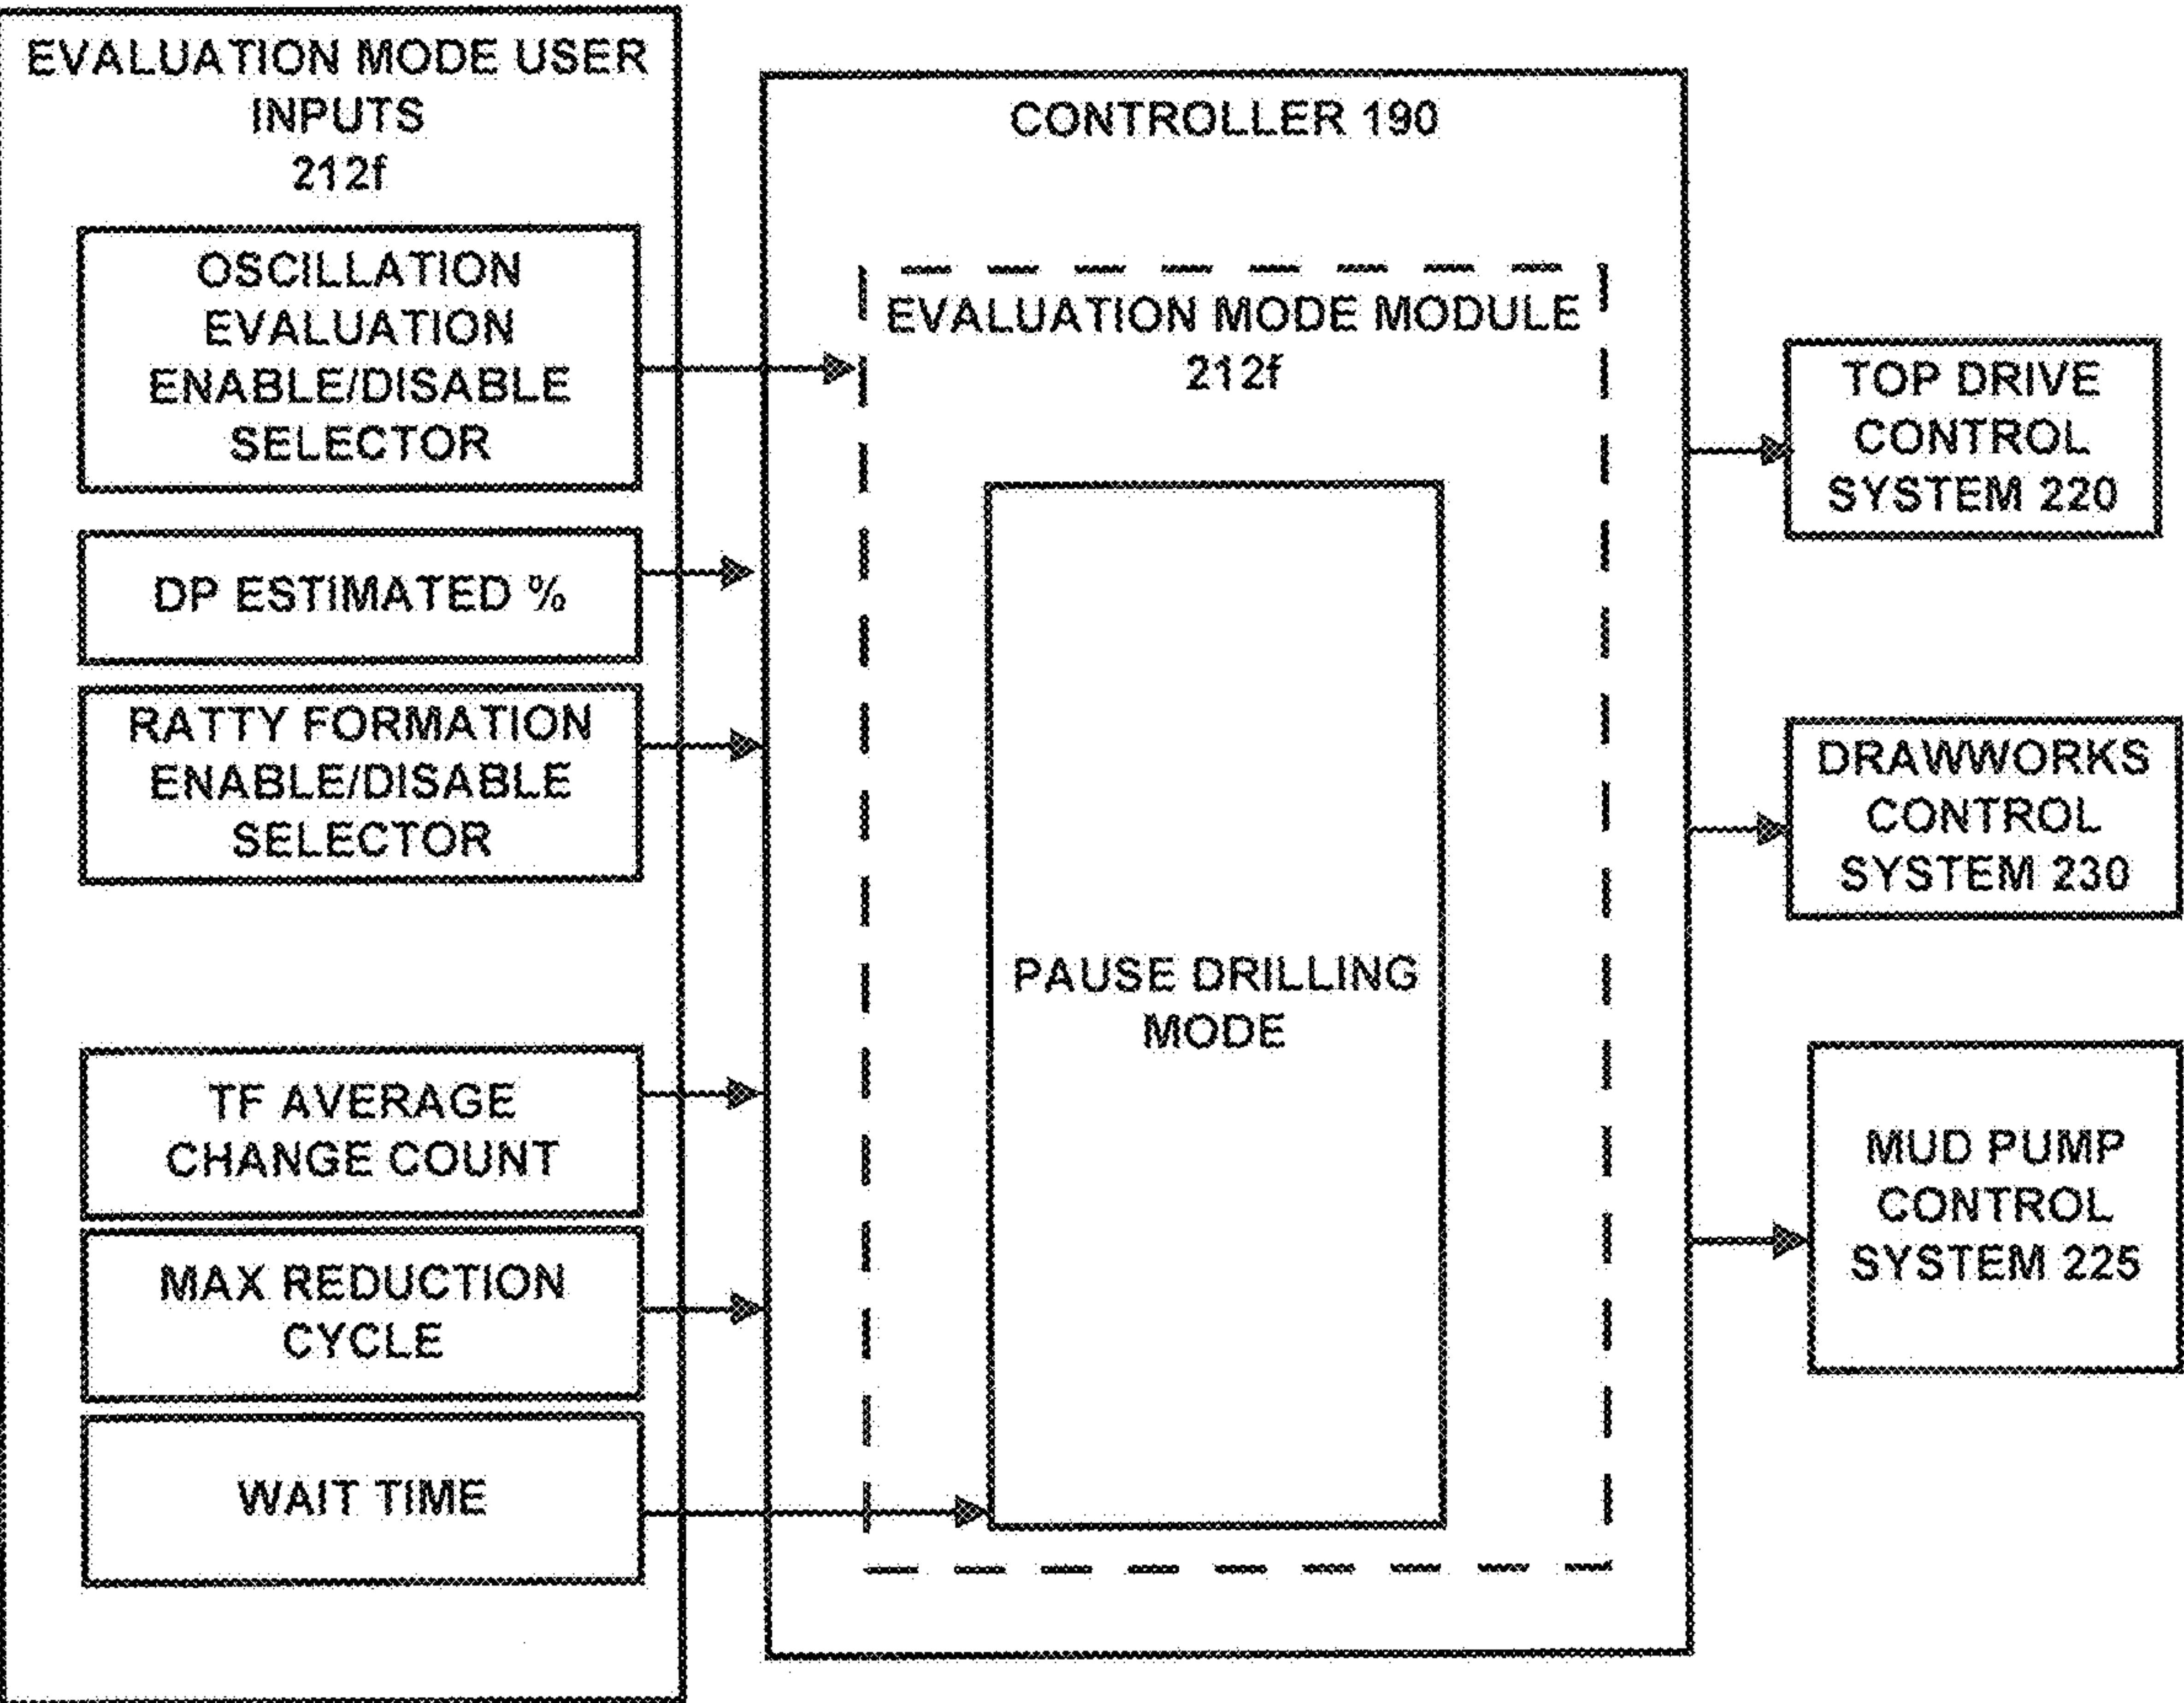 EVALUATION MODE USER
INPUTS
212f
OSCILLATION
EVALUATION
ENABLE/DISABLE
SELECTOR
DP ESTIMATED %
RATTY FORMATION
ENABLE/DISABLE
SELECTOR
TF AVERAGE
CHANGE COUNT
MAX REDUCTION
CYCLE
WAIT TIME
CONTROLLER 190
EVALUATION MODE MODULE
212f
PAUSE DRILLING
MODE
TOP DRIVE
CONTROL
SYSTEM 220
DRAWWORKS
CONTROL
SYSTEM 230
MUD PUMP
CONTROL
SYSTEM 225